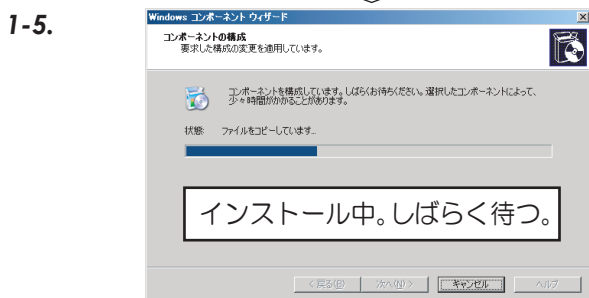 1-5.
Windows コンポーネント ウィザード
コンポーネントの構成
要求した構成の変更を適用しています。
コンポーネントを構成しています。しばらくお待ちください。選択したコンポーネントによって、
少々時間がかかることがあります。
状態: ファイルをコピーしています...
インストール中。しばらく待つ。
< 戻る(B) 次へ(N) > キャンセル ヘルプ